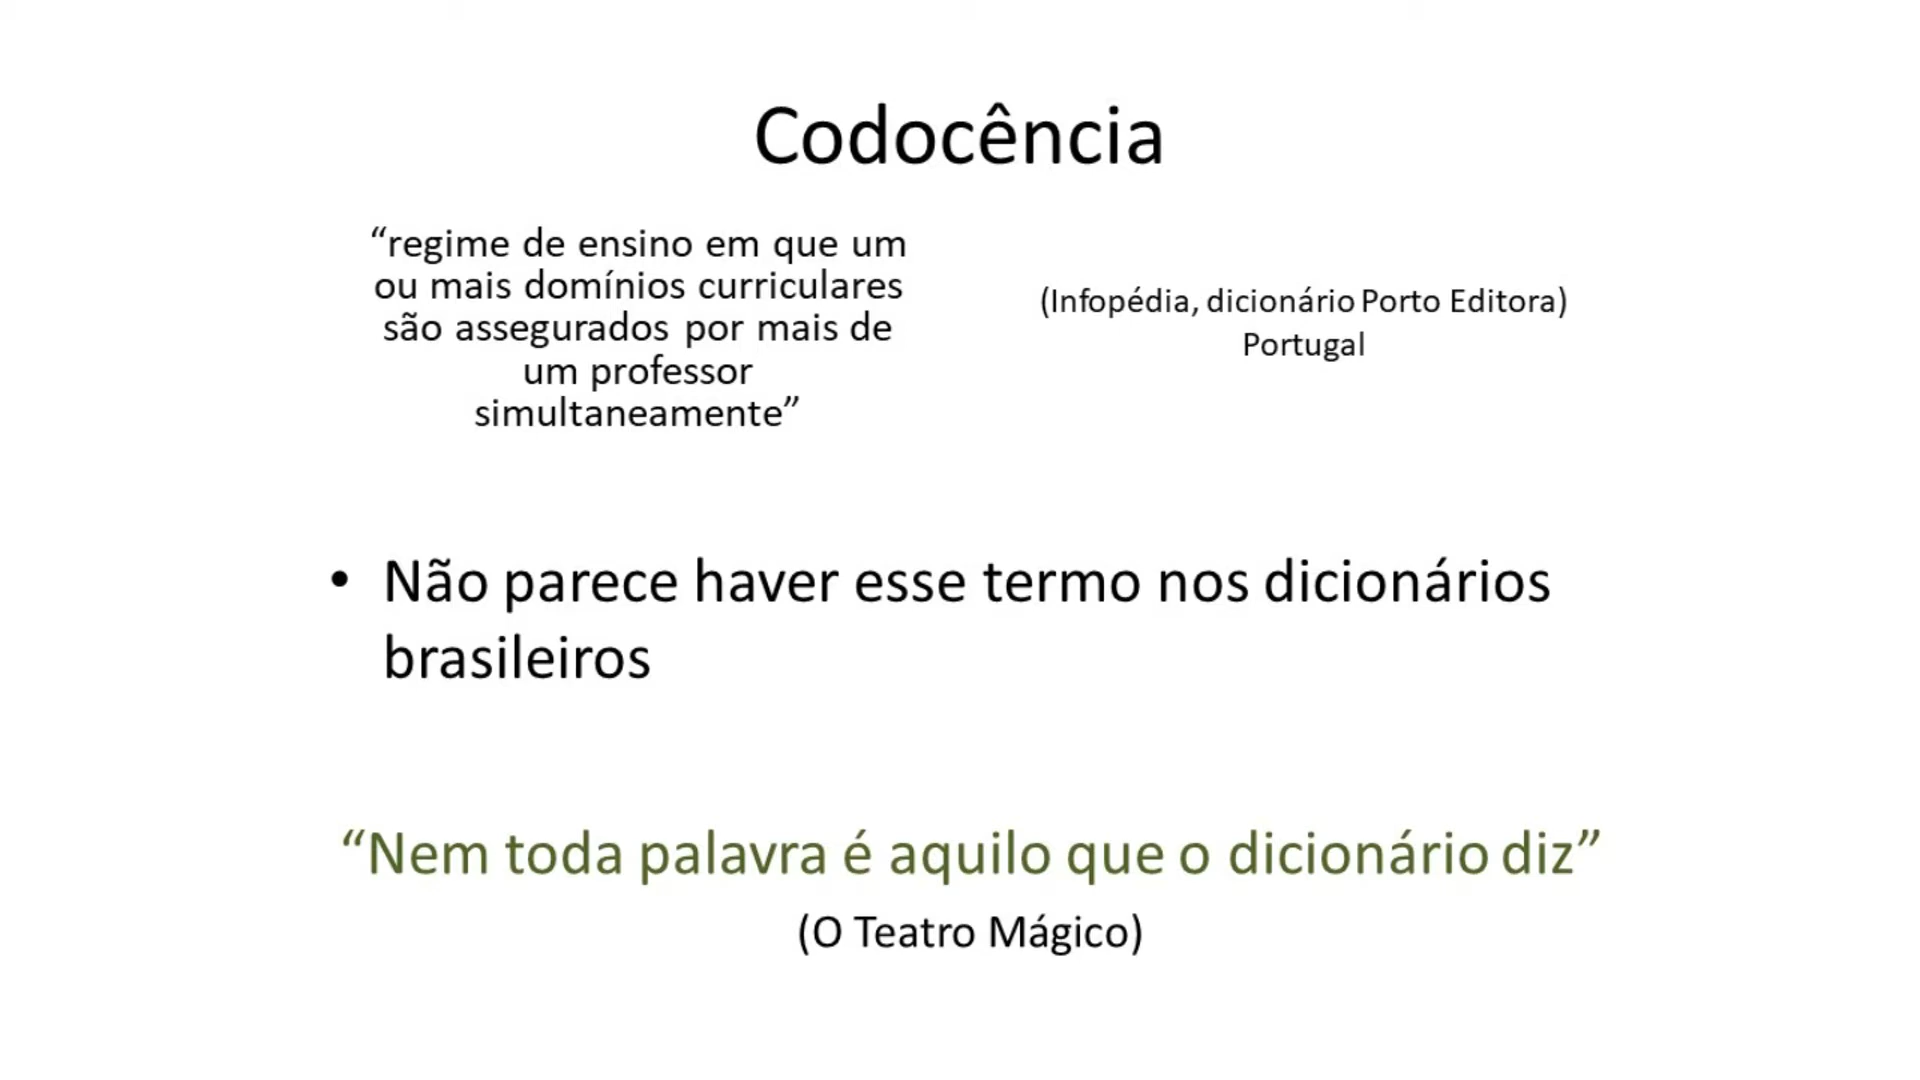 Codocência
“regime de ensino em que um
ou mais domínios curriculares
são assegurados por mais de
um professor
simultaneamente”
(Infopédia, dicionário Porto Editora)
Portugal
• Não parece haver esse termo nos dicionários
brasileiros
“Nem toda palavra é aquilo que o dicionário diz”
(O Teatro Mágico)